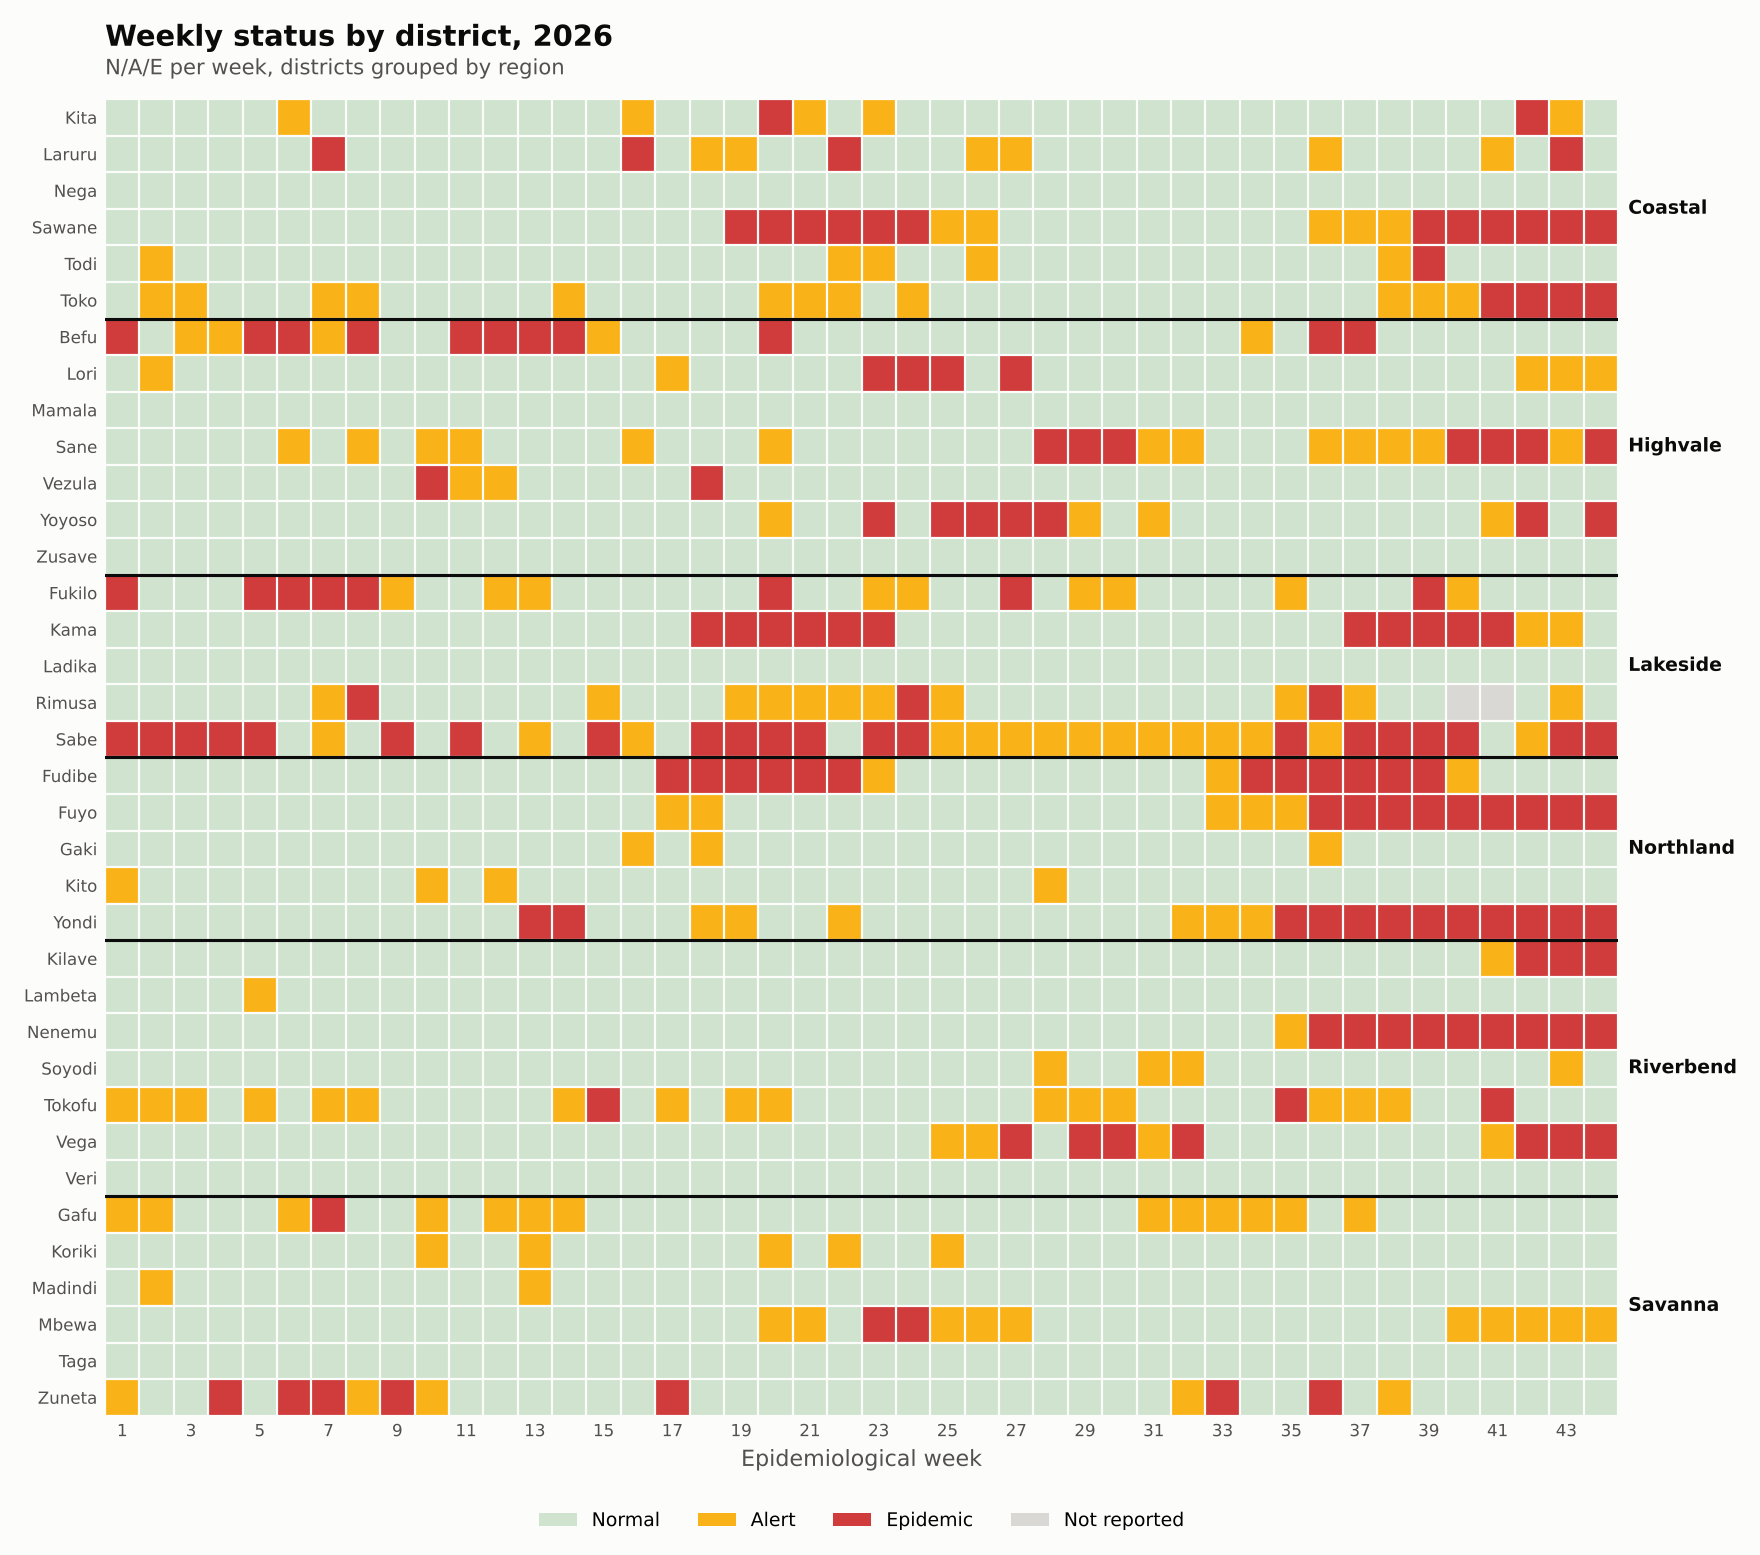 Weekly status by district, 2026
N/A/E per week, districts grouped by region
Kita
Laruru
Nega
Sawane
Todi
Toko
Coastal
Befu
Lori
Mamala
Sane
Vezula
Yoyoso
Zusave
Highvale
Fukilo
Kama
Ladika
Rimusa
Sabe
Lakeside
Fudibe
Fuyo
Gaki
Kito
Yondi
Northland
Kilave
Lambeta
Nenemu
Soyodi
Tokofu
Vega
Veri
Riverbend
Gafu
Koriki
Madindi
Mbewa
Taga
Zuneta
Savanna
1 3 5 7 9 11 13 15 17 19 21 23 25 27 29 31 33 35 37 39 41 43
Epidemiological week
Normal Alert Epidemic Not reported